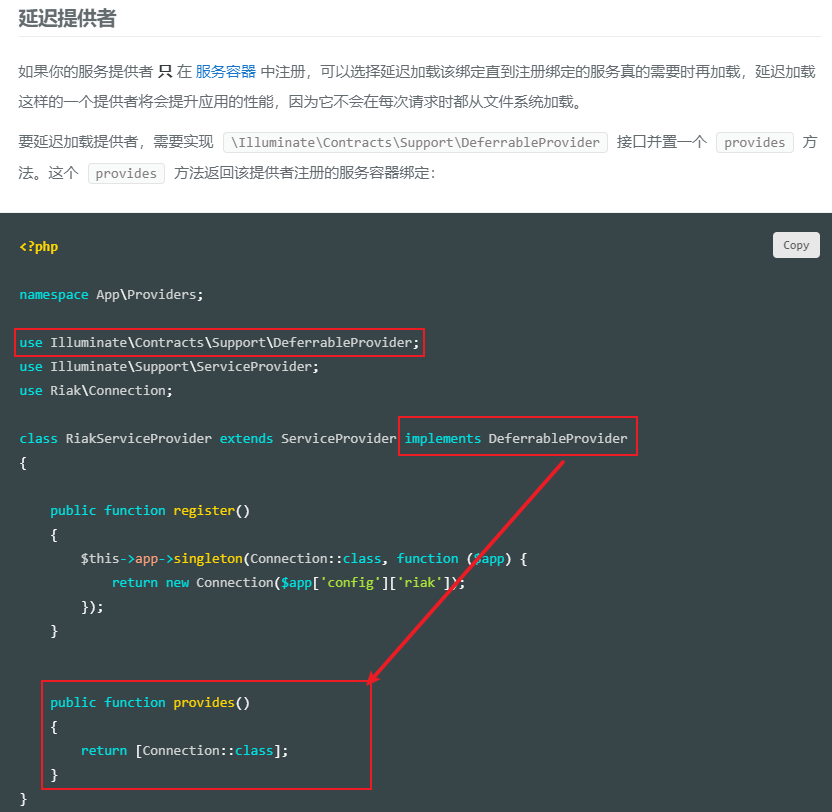 延迟提供者
如果你的服务提供者 只 在 服务容器 中注册，可以选择延迟加载该绑定直到注册绑定的服务真的需要时再加载，延迟加载
这样的一个提供者将会提升应用的性能，因为它不会在每次请求时都从文件系统加载。
要延迟加载提供者，需要实现 \Illuminate\Contracts\Support\DeferrableProvider 接口并置一个 provides 方
法。这个 provides 方法返回该提供者注册的服务容器绑定：
<?php
Copy
namespace App\Providers;
use Illuminate\Contracts\Support\DeferrableProvider;
use Illuminate\Support\ServiceProvider;
use Riak\Connection;
class RiakServiceProvider extends ServiceProvider implements DeferrableProvider
{
public function register()
{
$this->app->singleton(Connection::class, function ($app) {
return new Connection($app['config']['riak']);
});
}
public function provides()
{
return [Connection::class];
}
}